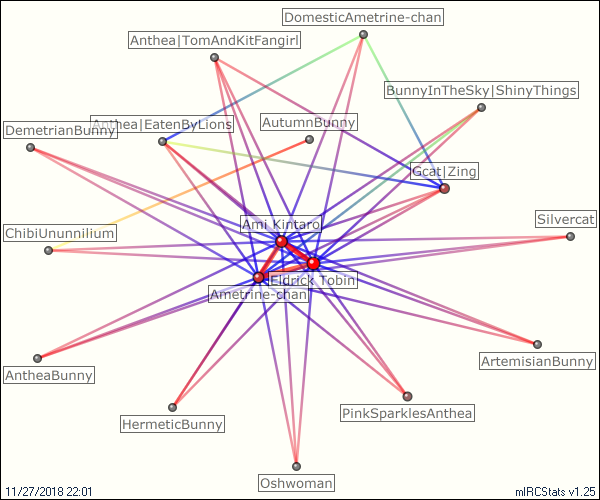 DomesticAmetrine-chan
Anthea|TomAndKitFangirl
BunnyInTheSky|ShinyThings
Anthea|EatenByLions
AutumnBunny
DemetrianBunny
Gcat|Zing
Silvercat
Ami Kintaro
ChibiUnunnilium
Eldrick Tobin
Ametrine-chan
ArtemisianBunny
AntheaBunny
PinkSparklesAnthea
HermeticBunny
Oshwoman
11/27/2018 22:01
mIRCStats v1.25